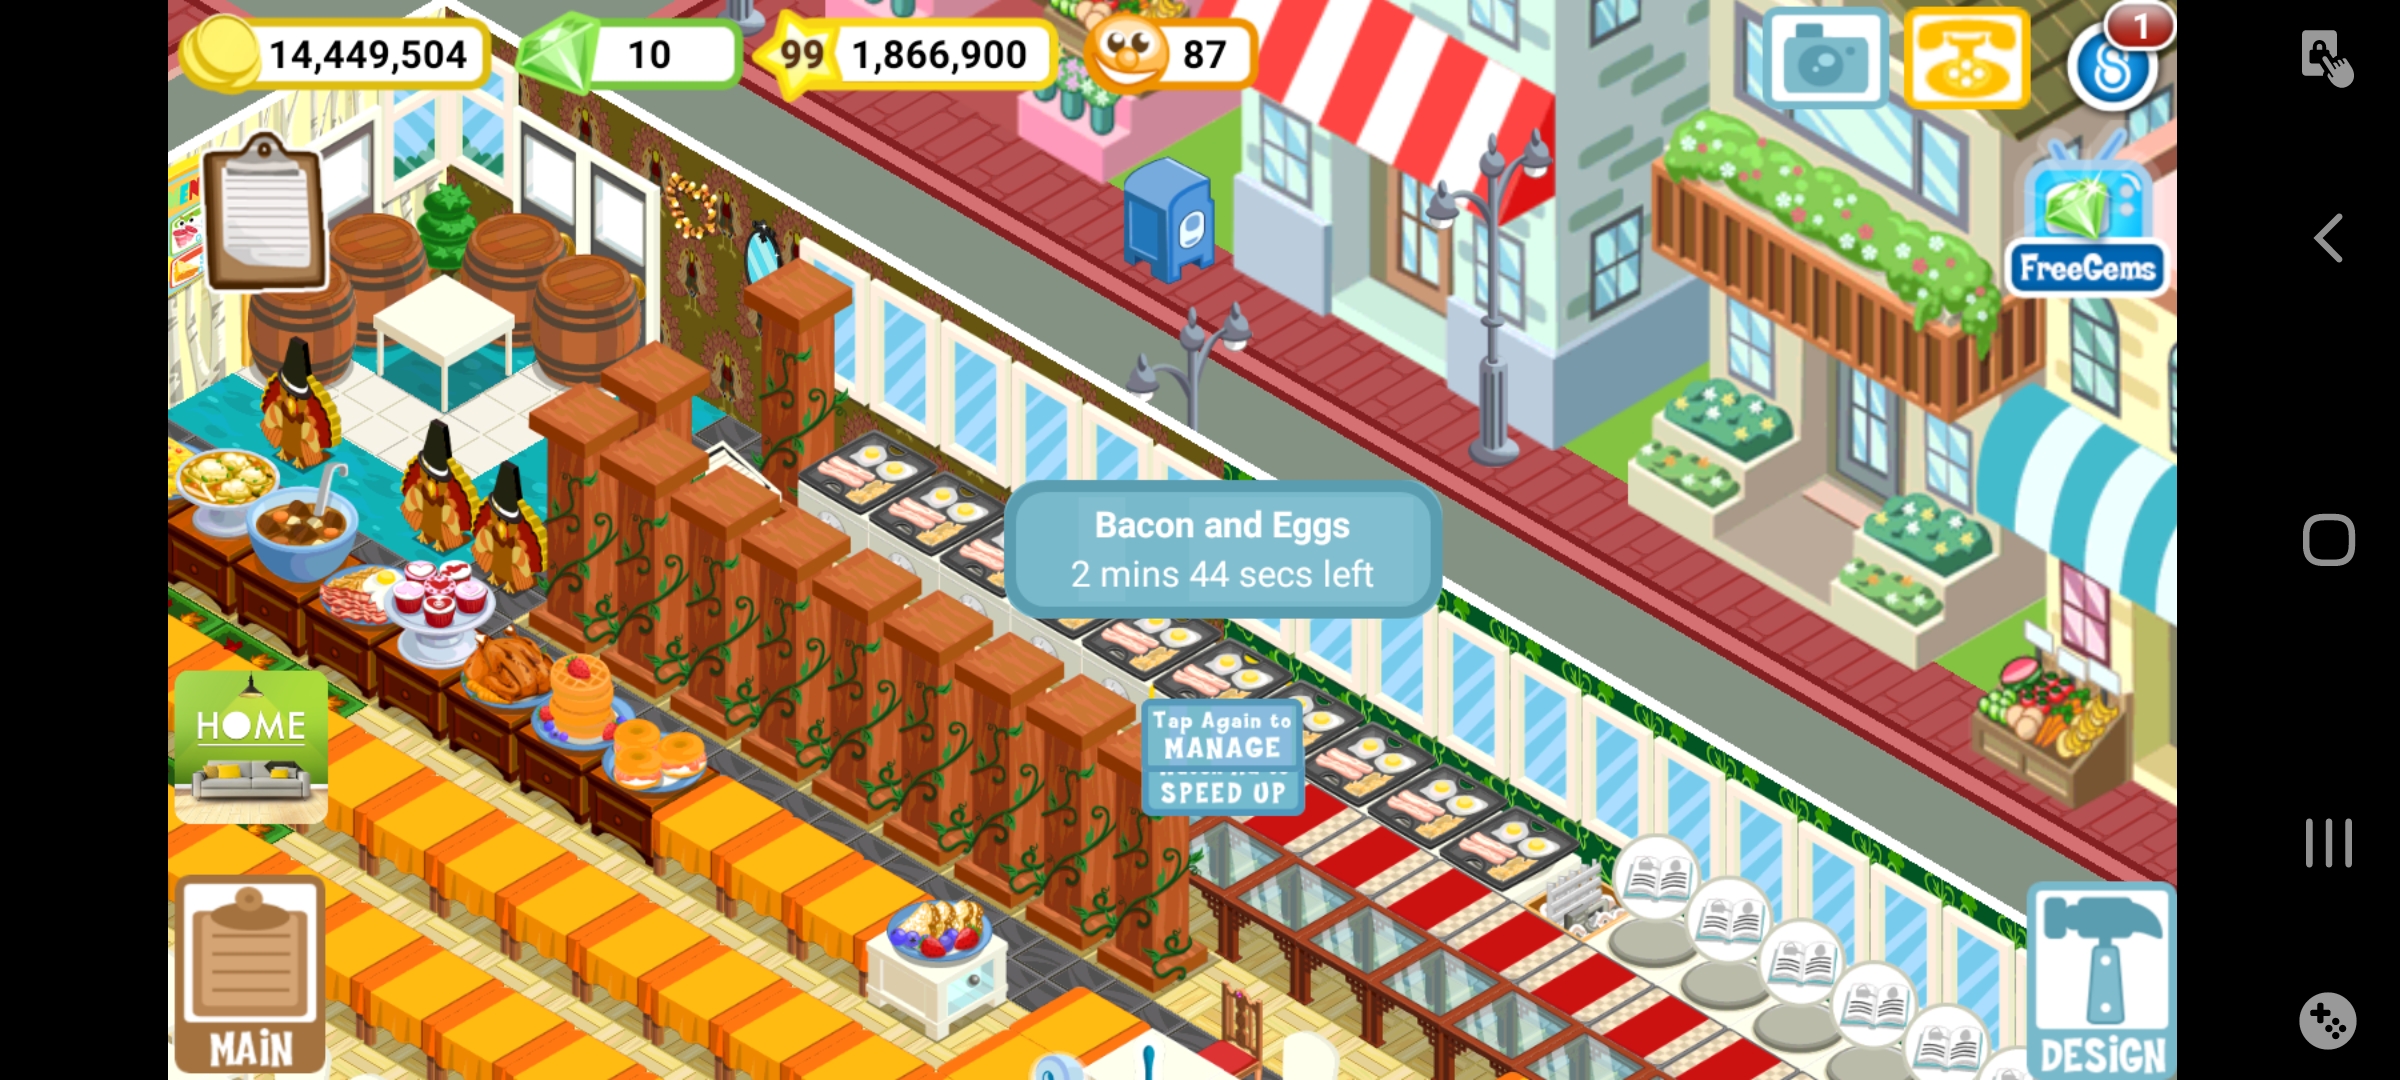 14,449,504
10
99 1,866,900
87
1
FreeGems
Bacon and Eggs
2 mins 44 secs left
Tap Again to
MANAGE
SPEED UP
HOME
MAIN
DESIGN